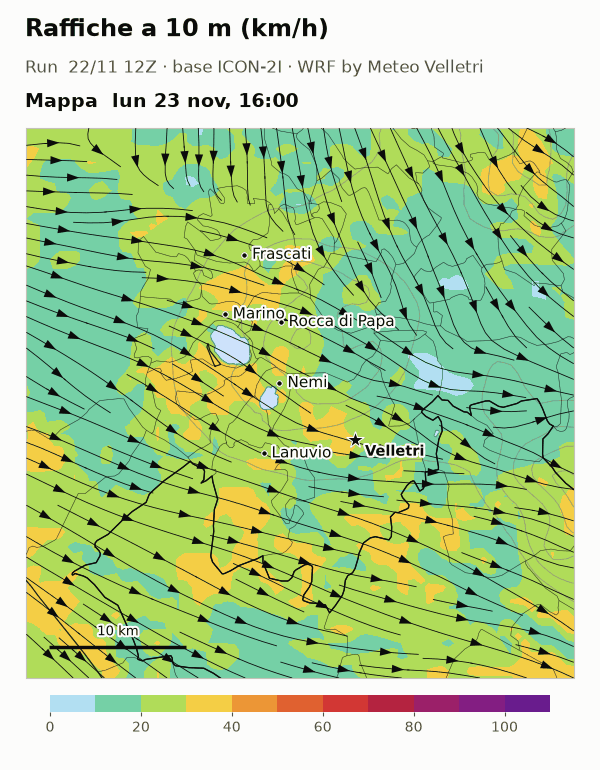 Raffiche a 10 m (km/h)
Run  22/11 12Z · base ICON-2I · WRF by Meteo Velletri
Mappa  lun 23 nov, 16:00
Frascati
Marino
Rocca di Papa
Nemi
Velletri
Lanuvio
10 km
0 20 40 60 80 100